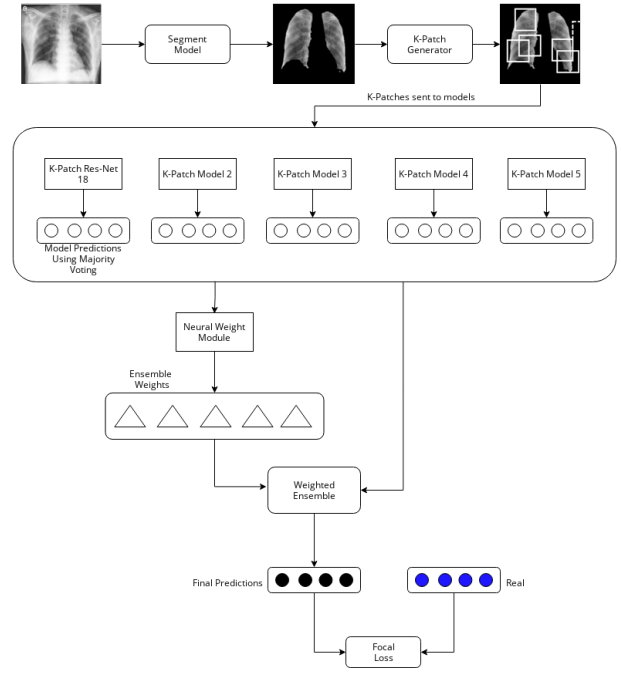 Segment
Model
K-Patch
Generator
K-Patches sent to models
K-Patch Res-Net
18
K-Patch Model 2
K-Patch Model 3
K-Patch Model 4
K-Patch Model 5
Model Predictions
Using Majority
Voting
Neural Weight
Module
Ensemble
Weights
Weighted
Ensemble
Final Predictions
Real
Focal
Loss